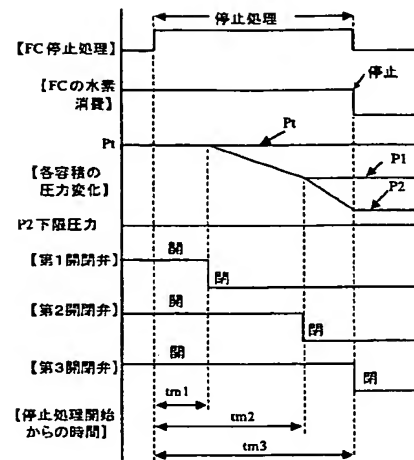 停止処理
【FC停止処理】
【FCの水素
消費】
停止
Pt
Pt
【各容積の
圧力変化】
P1
P2
P2下限圧力
開
【第1開閉弁】
閉
開
【第2開閉弁】
閉
開
【第3開閉弁】
閉
tm1
【停止処理開始
からの時間】
tm2
tm3